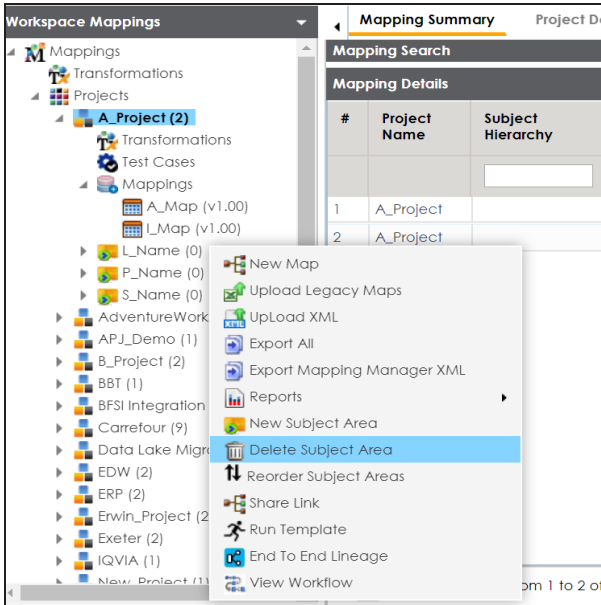 Workspace Mappings
Mappings
Transformations
Projects
A_Project (2)
Transformations
Test Cases
Mappings
A_Map (v1.00)
I_Map (v1.00)
L_Name (0)
P_Name (0)
S_Name (0)
AdventureWork
APJ_Demo (1)
B_Project (2)
BBT (1)
BFSI Integration
Carrefour (9)
Data Lake Migr
EDW (2)
ERP (2)
Erwin_Project (2
Exeter (2)
IQVIA (1)
New_Project (1)
Mapping Summary Project D
Mapping Search
Mapping Details
# Project Name Subject Hierarchy
1 A_Project
2 A_Project
New Map
Upload Legacy Maps
UpLoad XML
Export All
Export Mapping Manager XML
Reports
New Subject Area
Delete Subject Area
Reorder Subject Areas
Share Link
Run Template
End To End Lineage
View Workflow
om 1 to 2 of